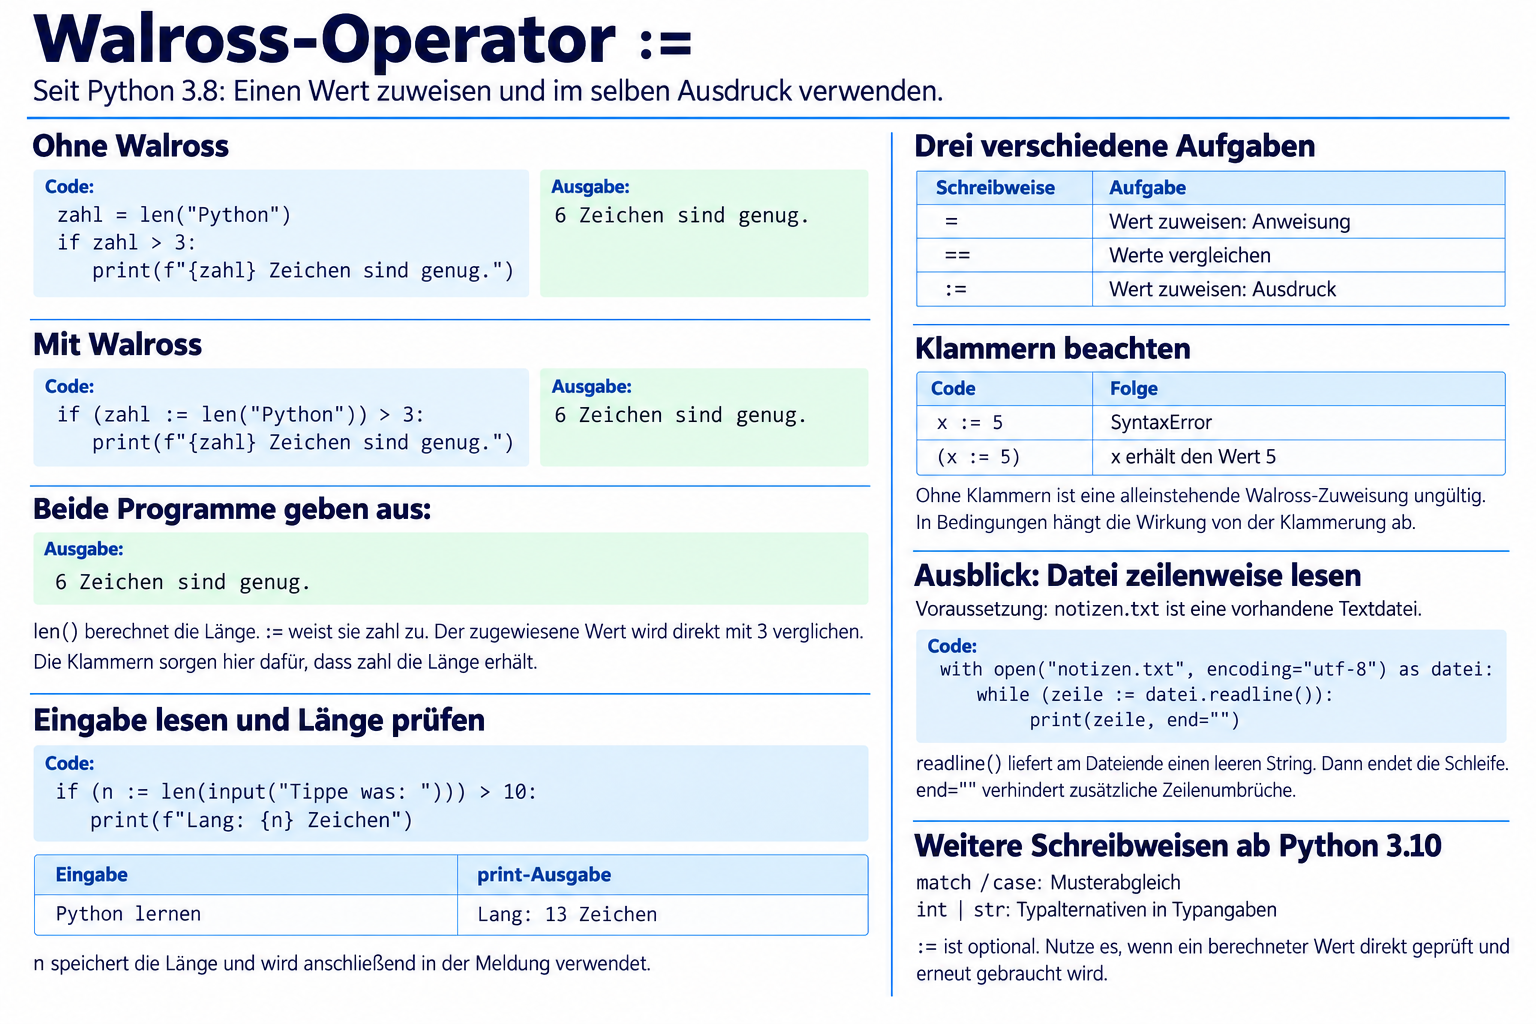 Walross-Operator :=
Seit Python 3.8: Einen Wert zuweisen und im selben Ausdruck verwenden.
Ohne Walross
Code:
zahl = len("Python")
if zahl > 3:
    print(f"{zahl} Zeichen sind genug.")
Ausgabe:
6 Zeichen sind genug.
Mit Walross
Code:
if (zahl := len("Python")) > 3:
    print(f"{zahl} Zeichen sind genug.")
Ausgabe:
6 Zeichen sind genug.
Beide Programme geben aus:
Ausgabe:
6 Zeichen sind genug.
len() berechnet die Länge. := weist sie zahl zu. Der zugewiesene Wert wird direkt mit 3 verglichen.
Die Klammern sorgen hier dafür, dass zahl die Länge erhält.
Eingabe lesen und Länge prüfen
Code:
if (n := len(input("Tippe was: "))) > 10:
    print(f"Lang: {n} Zeichen")
Eingabe print-Ausgabe
Python lernen Lang: 13 Zeichen
n speichert die Länge und wird anschließend in der Meldung verwendet.
Drei verschiedene Aufgaben
Schreibweise Aufgabe
= Wert zuweisen: Anweisung
== Werte vergleichen
:= Wert zuweisen: Ausdruck
Klammern beachten
Code Folge
x := 5 SyntaxError
(x := 5) x erhält den Wert 5
Ohne Klammern ist eine alleinstehende Walross-Zuweisung ungültig.
In Bedingungen hängt die Wirkung von der Klammerung ab.
Ausblick: Datei zeilenweise lesen
Voraussetzung: notizen.txt ist eine vorhandene Textdatei.
Code:
with open("notizen.txt", encoding="utf-8") as datei:
    while (zeile := datei.readline()):
        print(zeile, end="")
readline() liefert am Dateiende einen leeren String. Dann endet die Schleife.
end="" verhindert zusätzliche Zeilenumbrüche.
Weitere Schreibweisen ab Python 3.10
match / case: Musterabgleich
int | str: Typalternativen in Typangaben
:= ist optional. Nutze es, wenn ein berechneter Wert direkt geprüft und
erneut gebraucht wird.